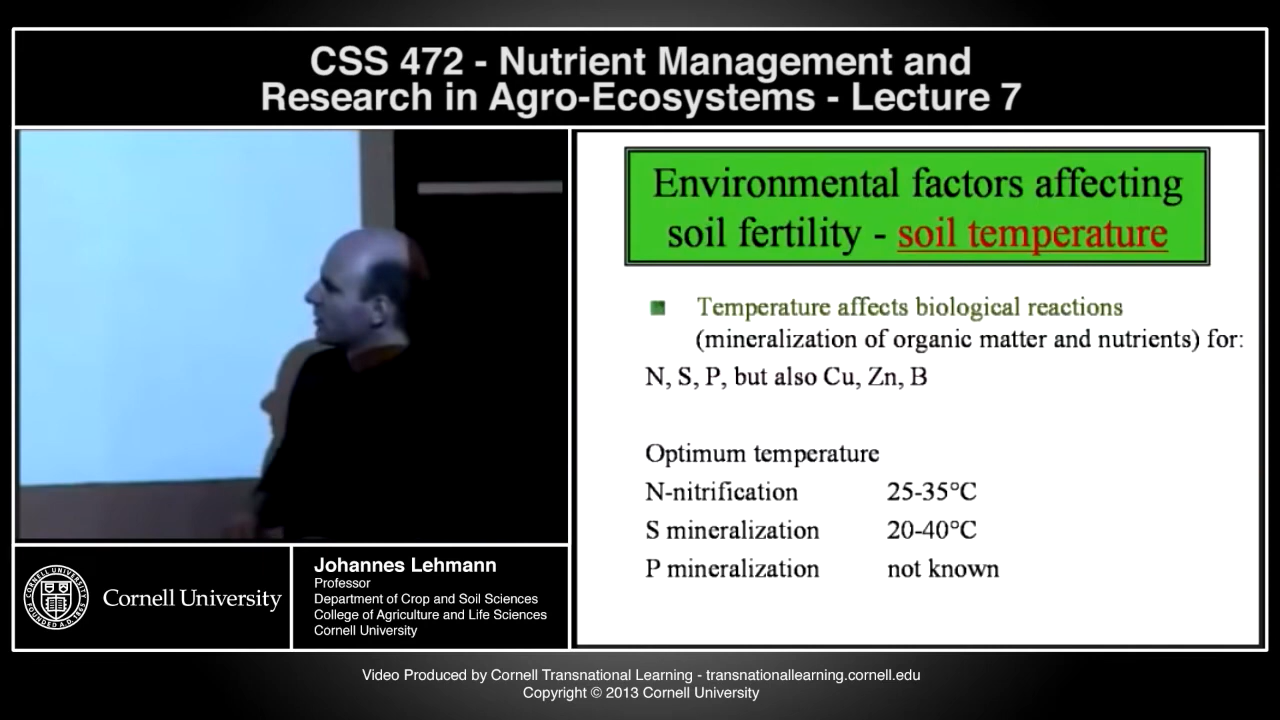 CSS 472 - Nutrient Management and
Research in Agro-Ecosystems - Lecture 7
Environmental factors affecting
soil fertility - soil temperature
Temperature affects biological reactions
(mineralization of organic matter and nutrients) for:
N, S, P, but also Cu, Zn, B
Optimum temperature
N-nitrification 25-35°C
S mineralization 20-40°C
P mineralization not known
Cornell University
Johannes Lehmann
Professor
Department of Crop and Soil Sciences
College of Agriculture and Life Sciences
Cornell University
Video Produced by Cornell Transnational Learning - transnationallearning.cornell.edu
Copyright © 2013 Cornell University